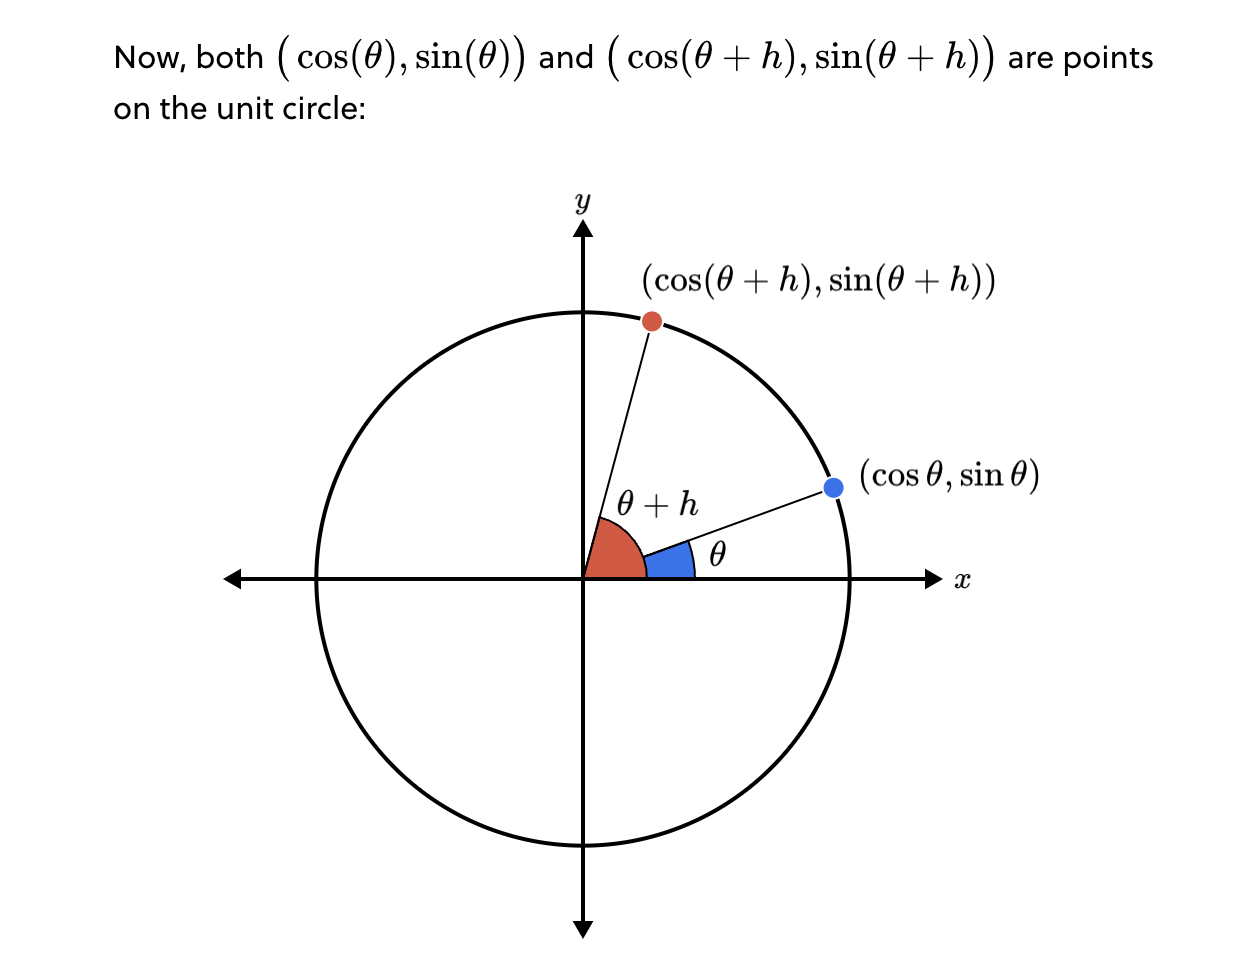 Now, both (cos(θ), sin(θ)) and (cos(θ + h), sin(θ + h)) are points
on the unit circle:
y
(cos(θ + h), sin(θ + h))
(cos θ, sin θ)
θ + h
θ
x